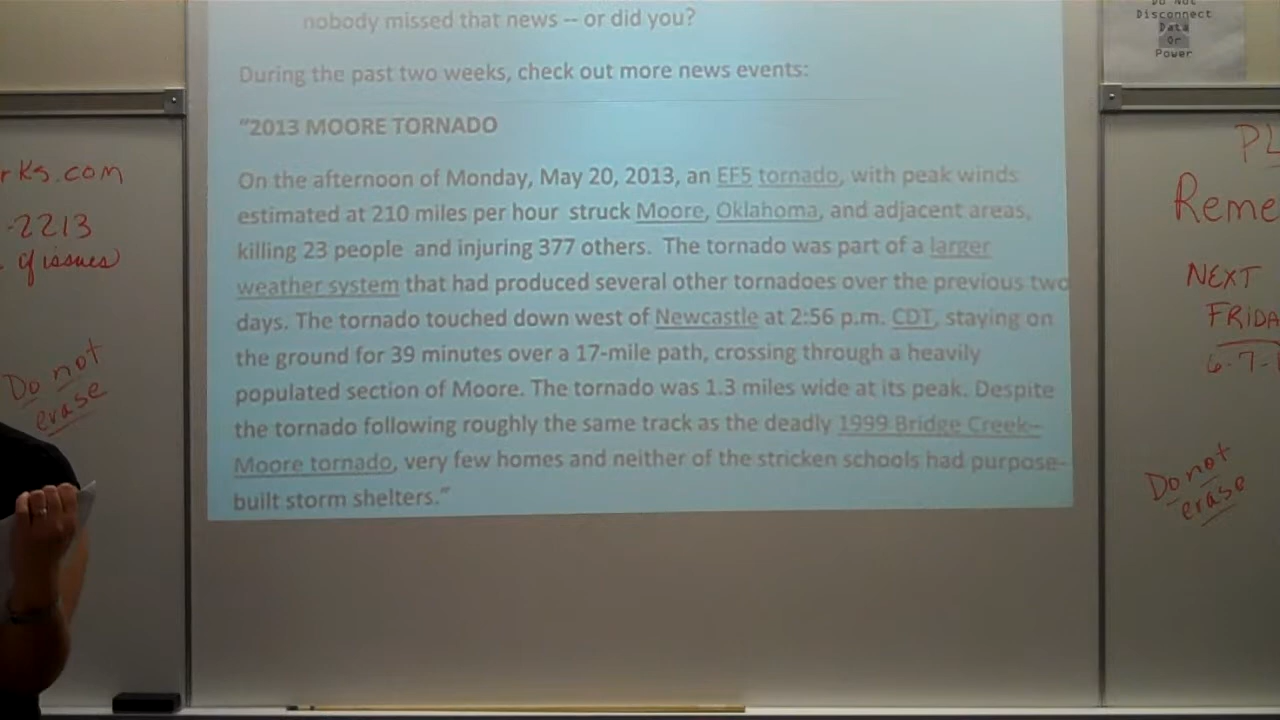 nobody missed that news -- or did you?
During the past two weeks, check out more news events:
"2013 MOORE TORNADO
On the afternoon of Monday, May 20, 2013, an EF5 tornado, with peak winds
estimated at 210 miles per hour struck Moore, Oklahoma, and adjacent areas,
killing 23 people and injuring 377 others. The tornado was part of a larger
weather system that had produced several other tornadoes over the previous two
days. The tornado touched down west of Newcastle at 2:56 p.m. CDT, staying on
the ground for 39 minutes over a 17-mile path, crossing through a heavily
populated section of Moore. The tornado was 1.3 miles wide at its peak. Despite
the tornado following roughly the same track as the deadly 1999 Bridge Creek–
Moore tornado, very few homes and neither of the stricken schools had purpose-
built storm shelters."
rks.com
-2213
of issues)
Do not
erase
Do Not
Disconnect
Data
Or
Power
PL
Reme
NEXT
FRIDA
6-7-1
Do not
erase